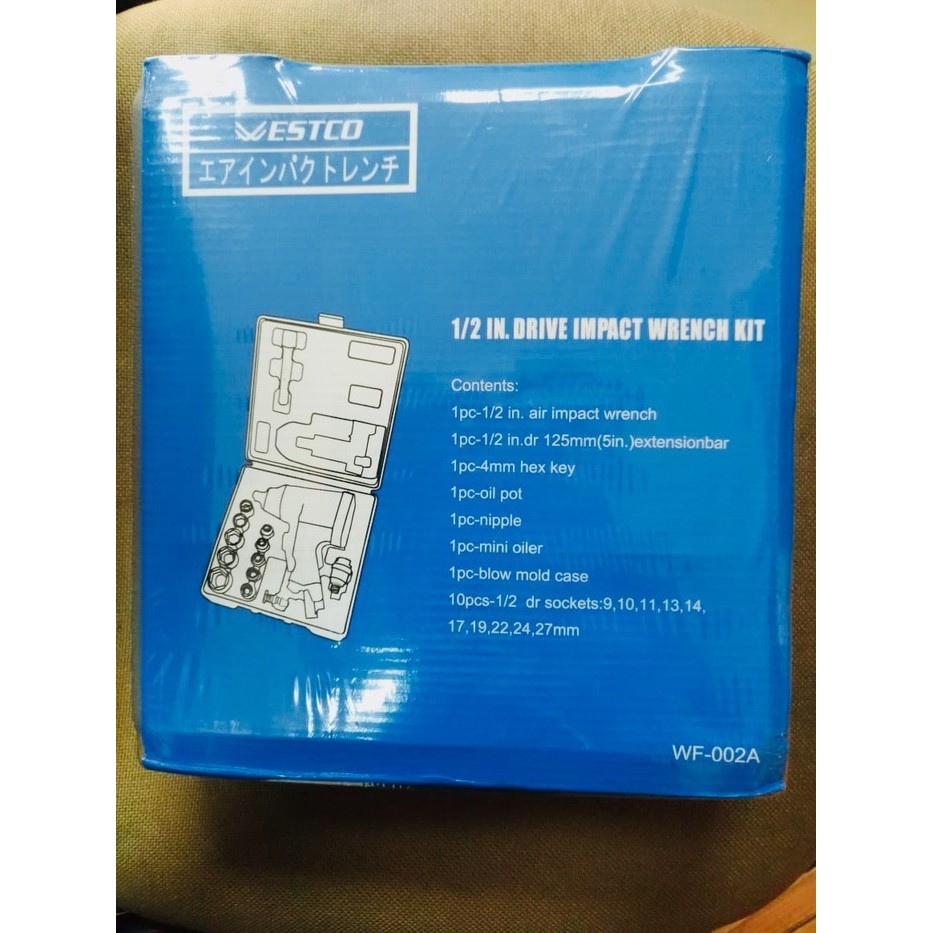 WESTCO
エアインパクトレンチ
1/2 IN. DRIVE IMPACT WRENCH KIT
Contents:
1pc-1/2 in. air impact wrench
1pc-1/2 in.dr 125mm(5in.)extensionbar
1pc-4mm hex key
1pc-oil pot
1pc-nipple
1pc-mini oiler
1pc-blow mold case
10pcs-1/2 dr sockets:9,10,11,13,14,
17,19,22,24,27mm
WF-002A